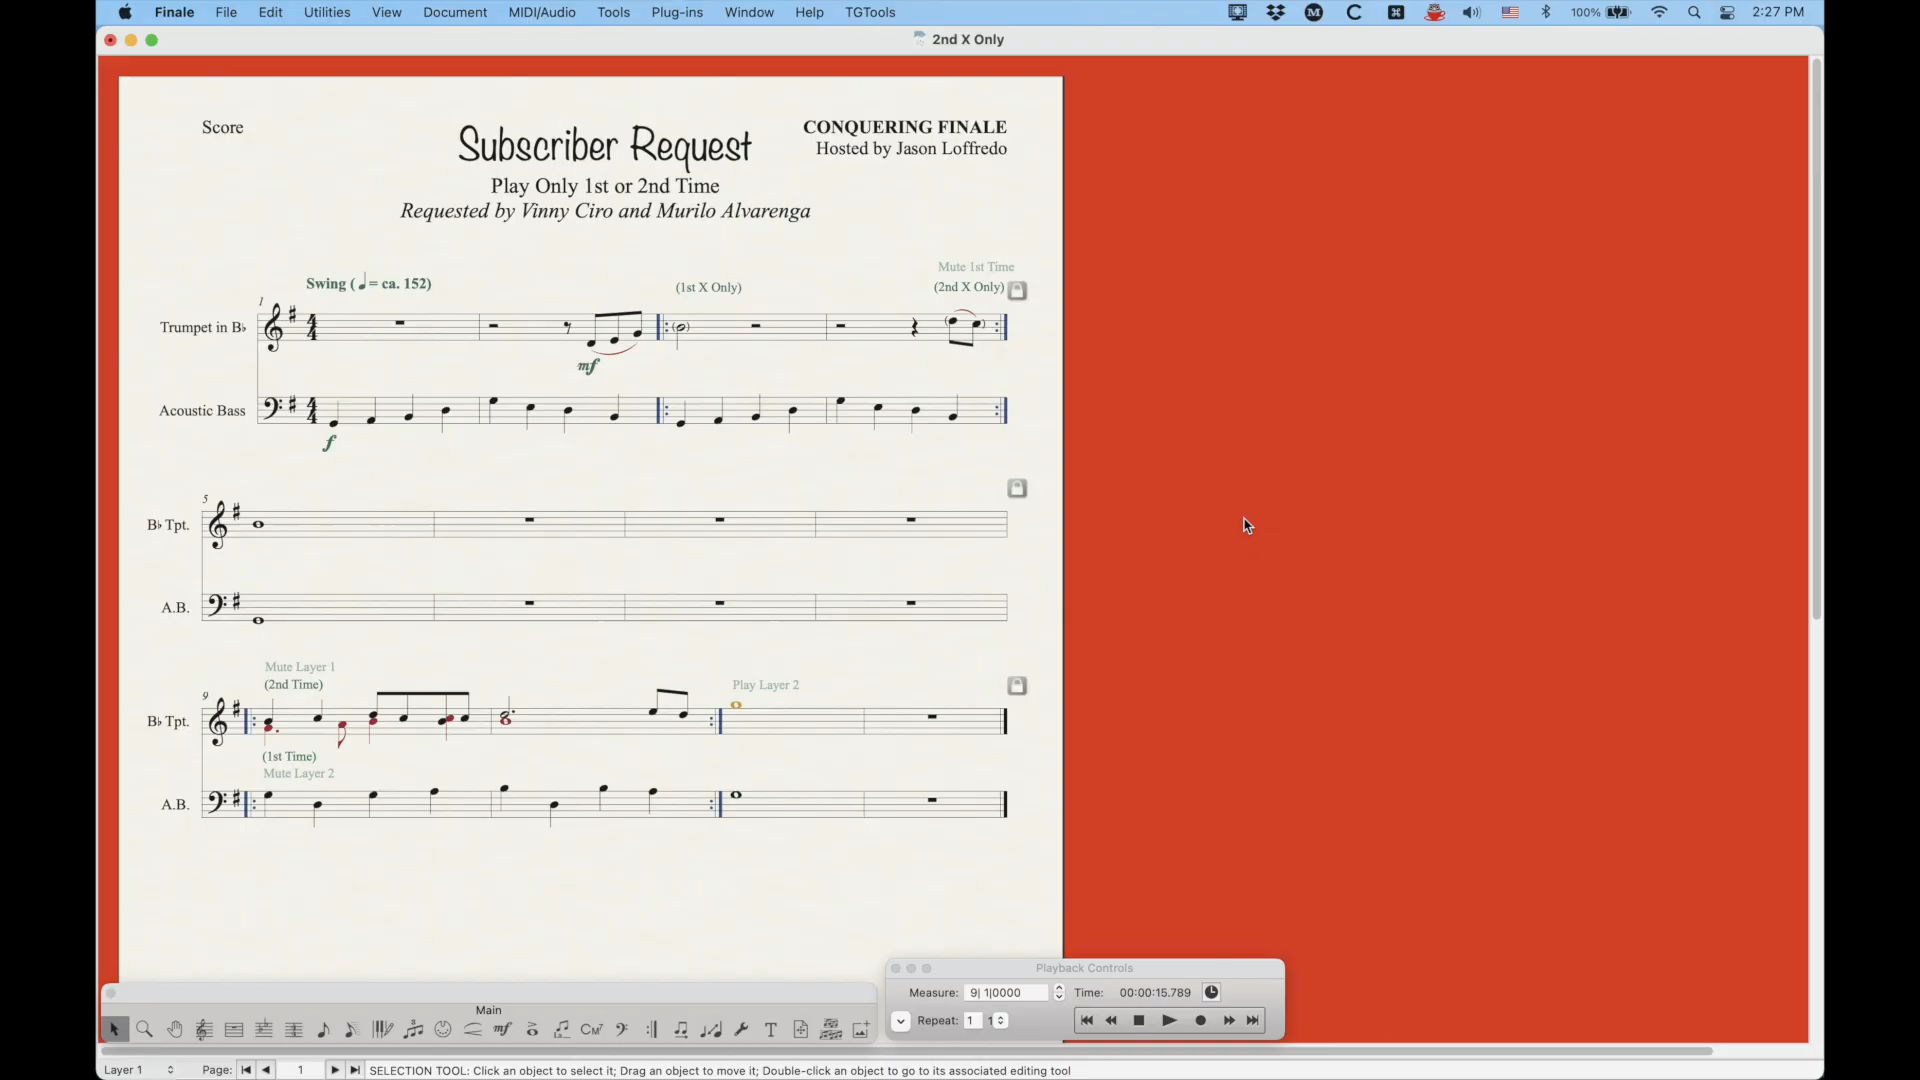 Finale File Edit Utilities View Document MIDI/Audio Tools Plug-ins Window Help TGTools 100% 2:27 PM
2nd X Only
Score
Subscriber Request
CONQUERING FINALE
Hosted by Jason Loffredo
Play Only 1st or 2nd Time
Requested by Vinny Ciro and Murilo Alvarenga
Mute 1st Time
Swing (♩= ca. 152)
(1st X Only)
(2nd X Only)
1
Trumpet in B♭
mf
Acoustic Bass
f
5
B♭ Tpt.
A.B.
Mute Layer 1
(2nd Time)
Play Layer 2
9
B♭ Tpt.
(1st Time)
Mute Layer 2
A.B.
Playback Controls
Measure: 9| 1|0000 Time: 00:00:15.789
Repeat: 1 1
Main
Layer 1 Page: 1 SELECTION TOOL: Click an object to select it; Drag an object to move it; Double-click an object to go to its associated editing tool